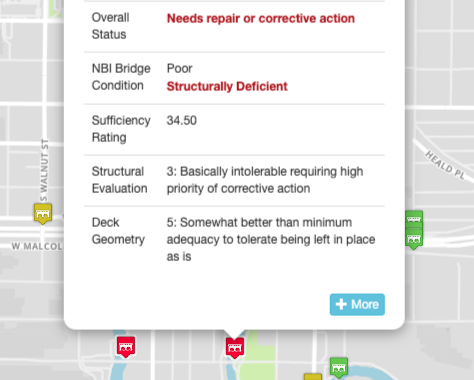 Overall Status
Needs repair or corrective action
NBI Bridge Condition
Poor
Structurally Deficient
Sufficiency Rating
34.50
Structural Evaluation
3: Basically intolerable requiring high
priority of corrective action
Deck Geometry
5: Somewhat better than minimum
adequacy to tolerate being left in place
as is
+ More
S WALNUT ST
HEALD PL
W MALCOL